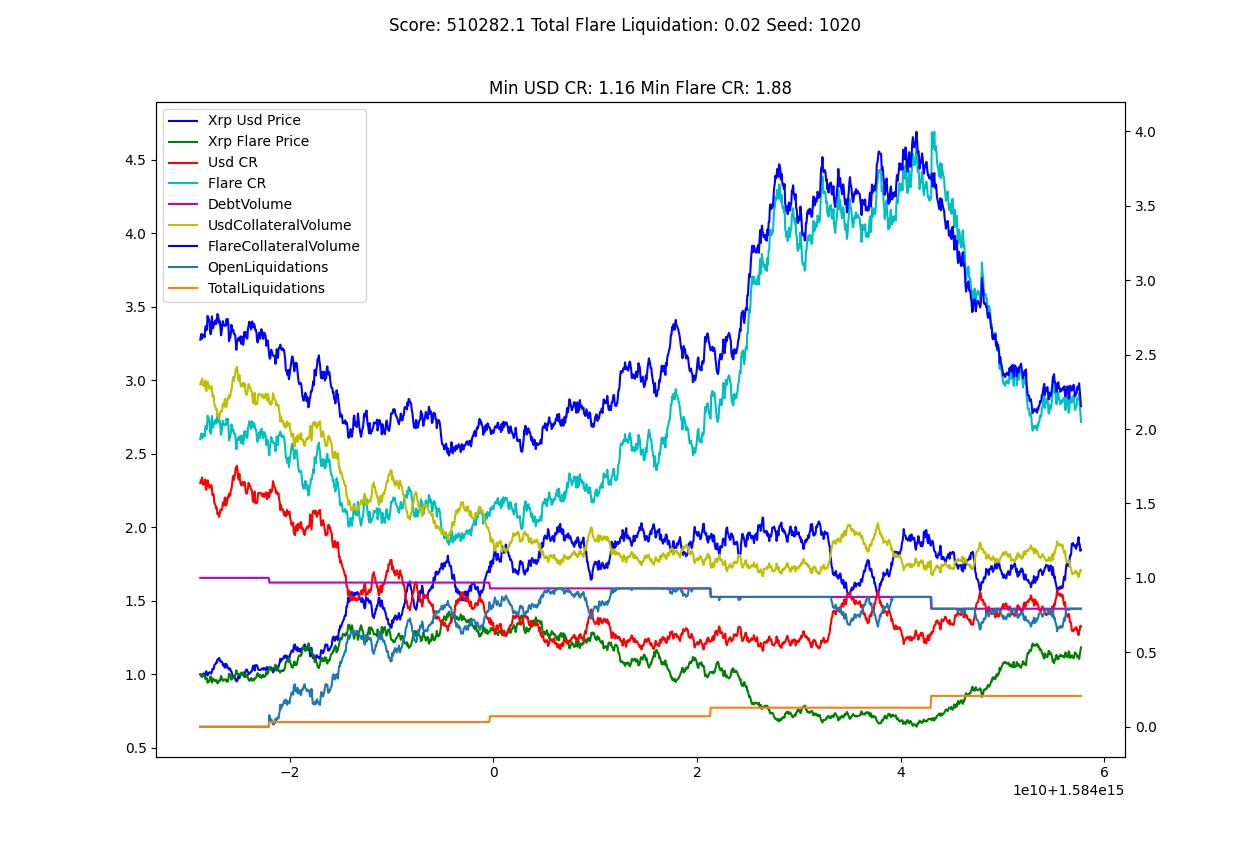 Score: 510282.1 Total Flare Liquidation: 0.02 Seed: 1020
Min USD CR: 1.16 Min Flare CR: 1.88
Xrp Usd Price
Xrp Flare Price
Usd CR
Flare CR
DebtVolume
UsdCollateralVolume
FlareCollateralVolume
OpenLiquidations
TotalLiquidations
4.5
4.0
3.5
3.0
2.5
2.0
1.5
1.0
0.5
4.0
3.5
3.0
2.5
2.0
1.5
1.0
0.5
0.0
−2 0 2 4 6
1e10+1.584e15